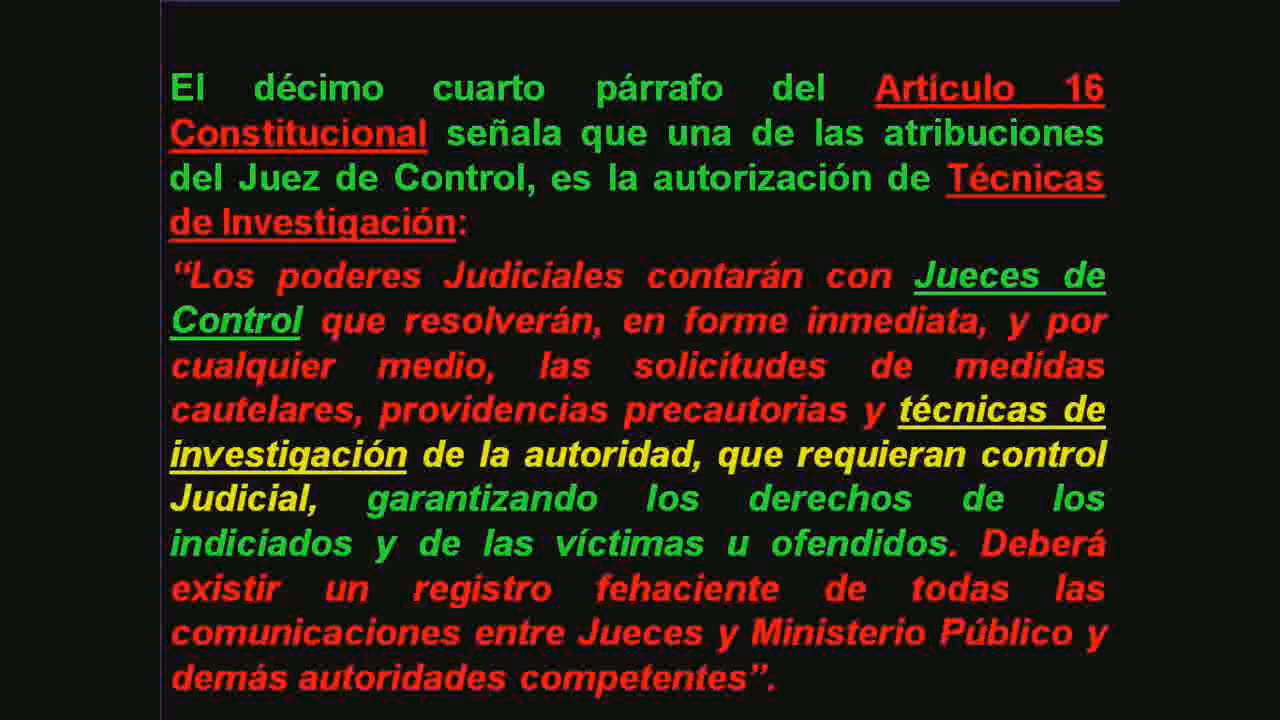 El décimo cuarto párrafo del Artículo 16
Constitucional señala que una de las atribuciones
del Juez de Control, es la autorización de Técnicas
de Investigación:
“Los poderes Judiciales contarán con Jueces de
Control que resolverán, en forme inmediata, y por
cualquier medio, las solicitudes de medídas
cautelares, providencias precautorias y técnicas de
investigación de la autoridad, que requieran control
Judicial, garantizando los derechos de los
indiciados y de las víctimas u ofendidos. Deberá
existir un registro fehaciente de todas las
comunicaciones entre Jueces y Ministerio Público y
demás autoridades competentes”.